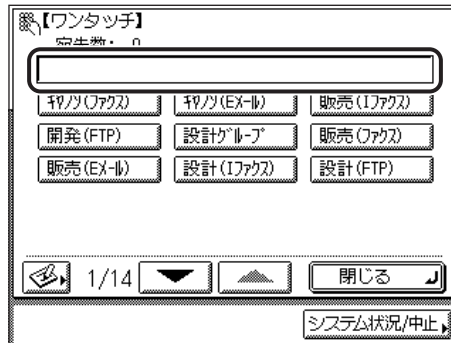 【ワンタッチ】
宛先数: 0
キヤノン(ファクス) キヤノン(Eメール) 販売(Iファクス)
開発(FTP) 設計グループ 販売(ファクス)
販売(Eメール) 設計(Iファクス) 設計(FTP)
1/14 閉じる
システム状況/中止